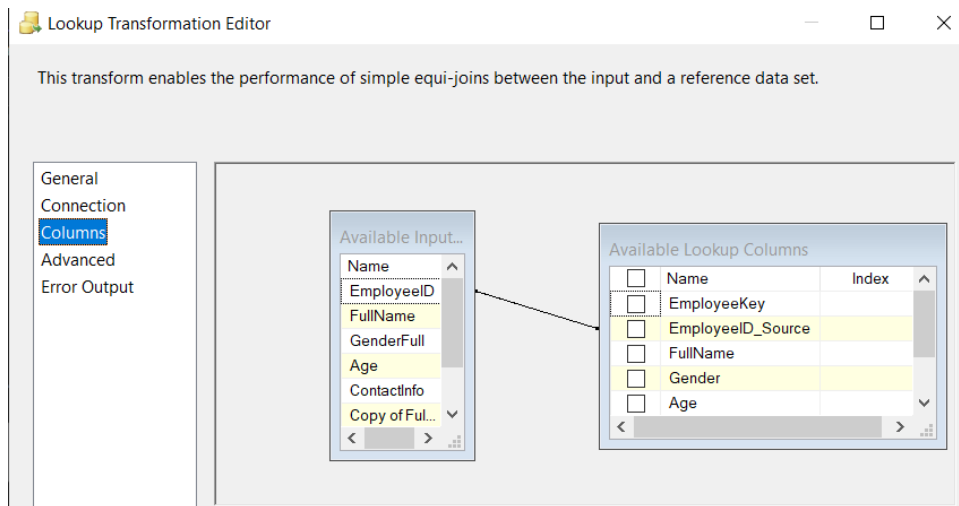 Lookup Transformation Editor
This transform enables the performance of simple equi-joins between the input and a reference data set.
General
Connection
Columns
Advanced
Error Output
Available Input...
Name
EmployeeID
FullName
GenderFull
Age
ContactInfo
Copy of Ful...
Available Lookup Columns
Name Index
EmployeeKey
EmployeeID_Source
FullName
Gender
Age